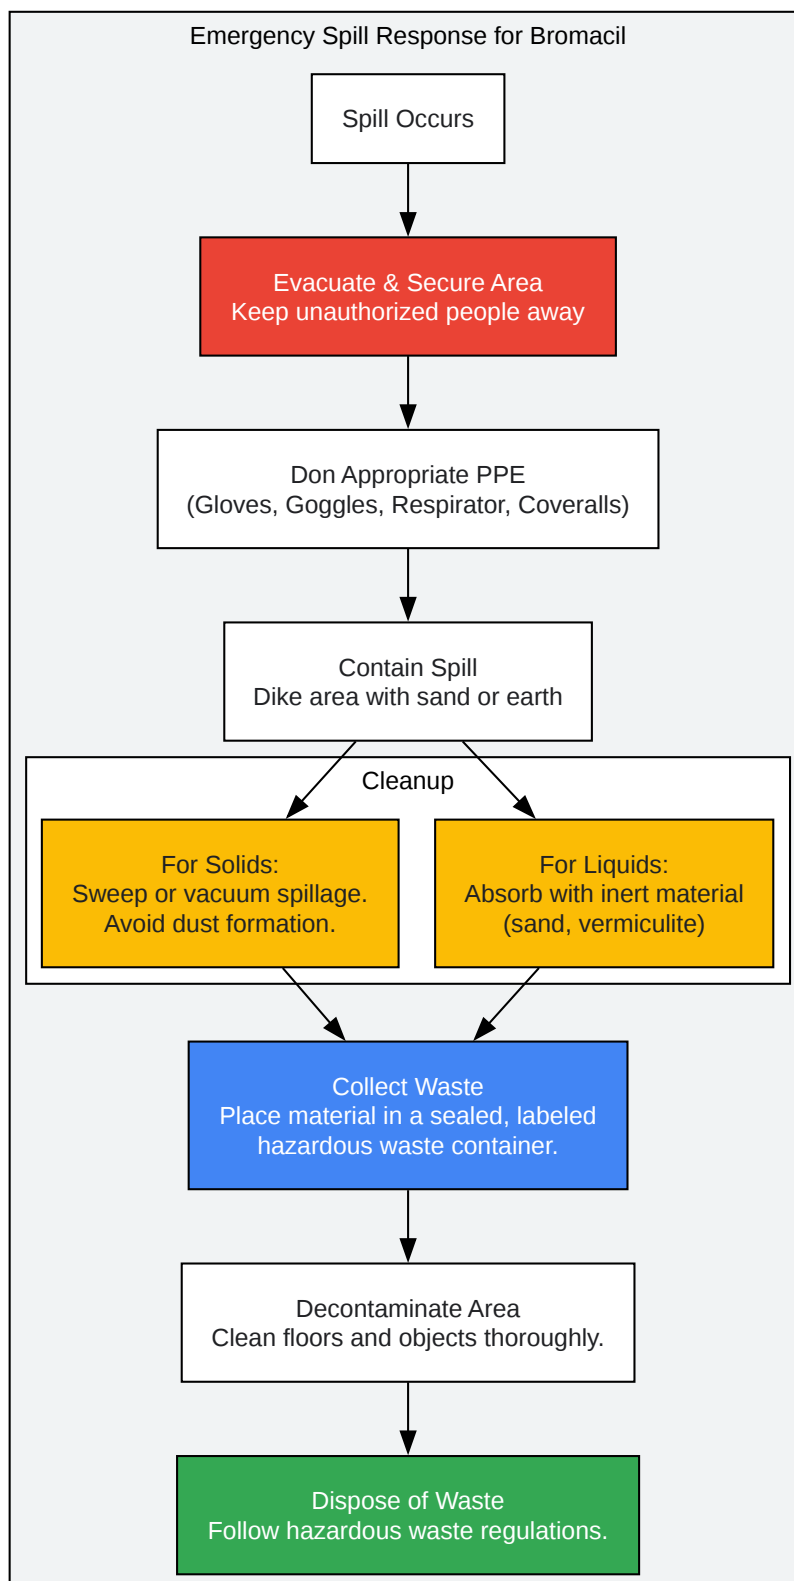 Emergency Spill Response for Bromacil
Spill Occurs
Evacuate & Secure Area
Keep unauthorized people away
Don Appropriate PPE
(Gloves, Goggles, Respirator, Coveralls)
Contain Spill
Dike area with sand or earth
Cleanup
For Solids:
Sweep or vacuum spillage.
Avoid dust formation.
For Liquids:
Absorb with inert material
(sand, vermiculite)
Collect Waste
Place material in a sealed, labeled
hazardous waste container.
Decontaminate Area
Clean floors and objects thoroughly.
Dispose of Waste
Follow hazardous waste regulations.